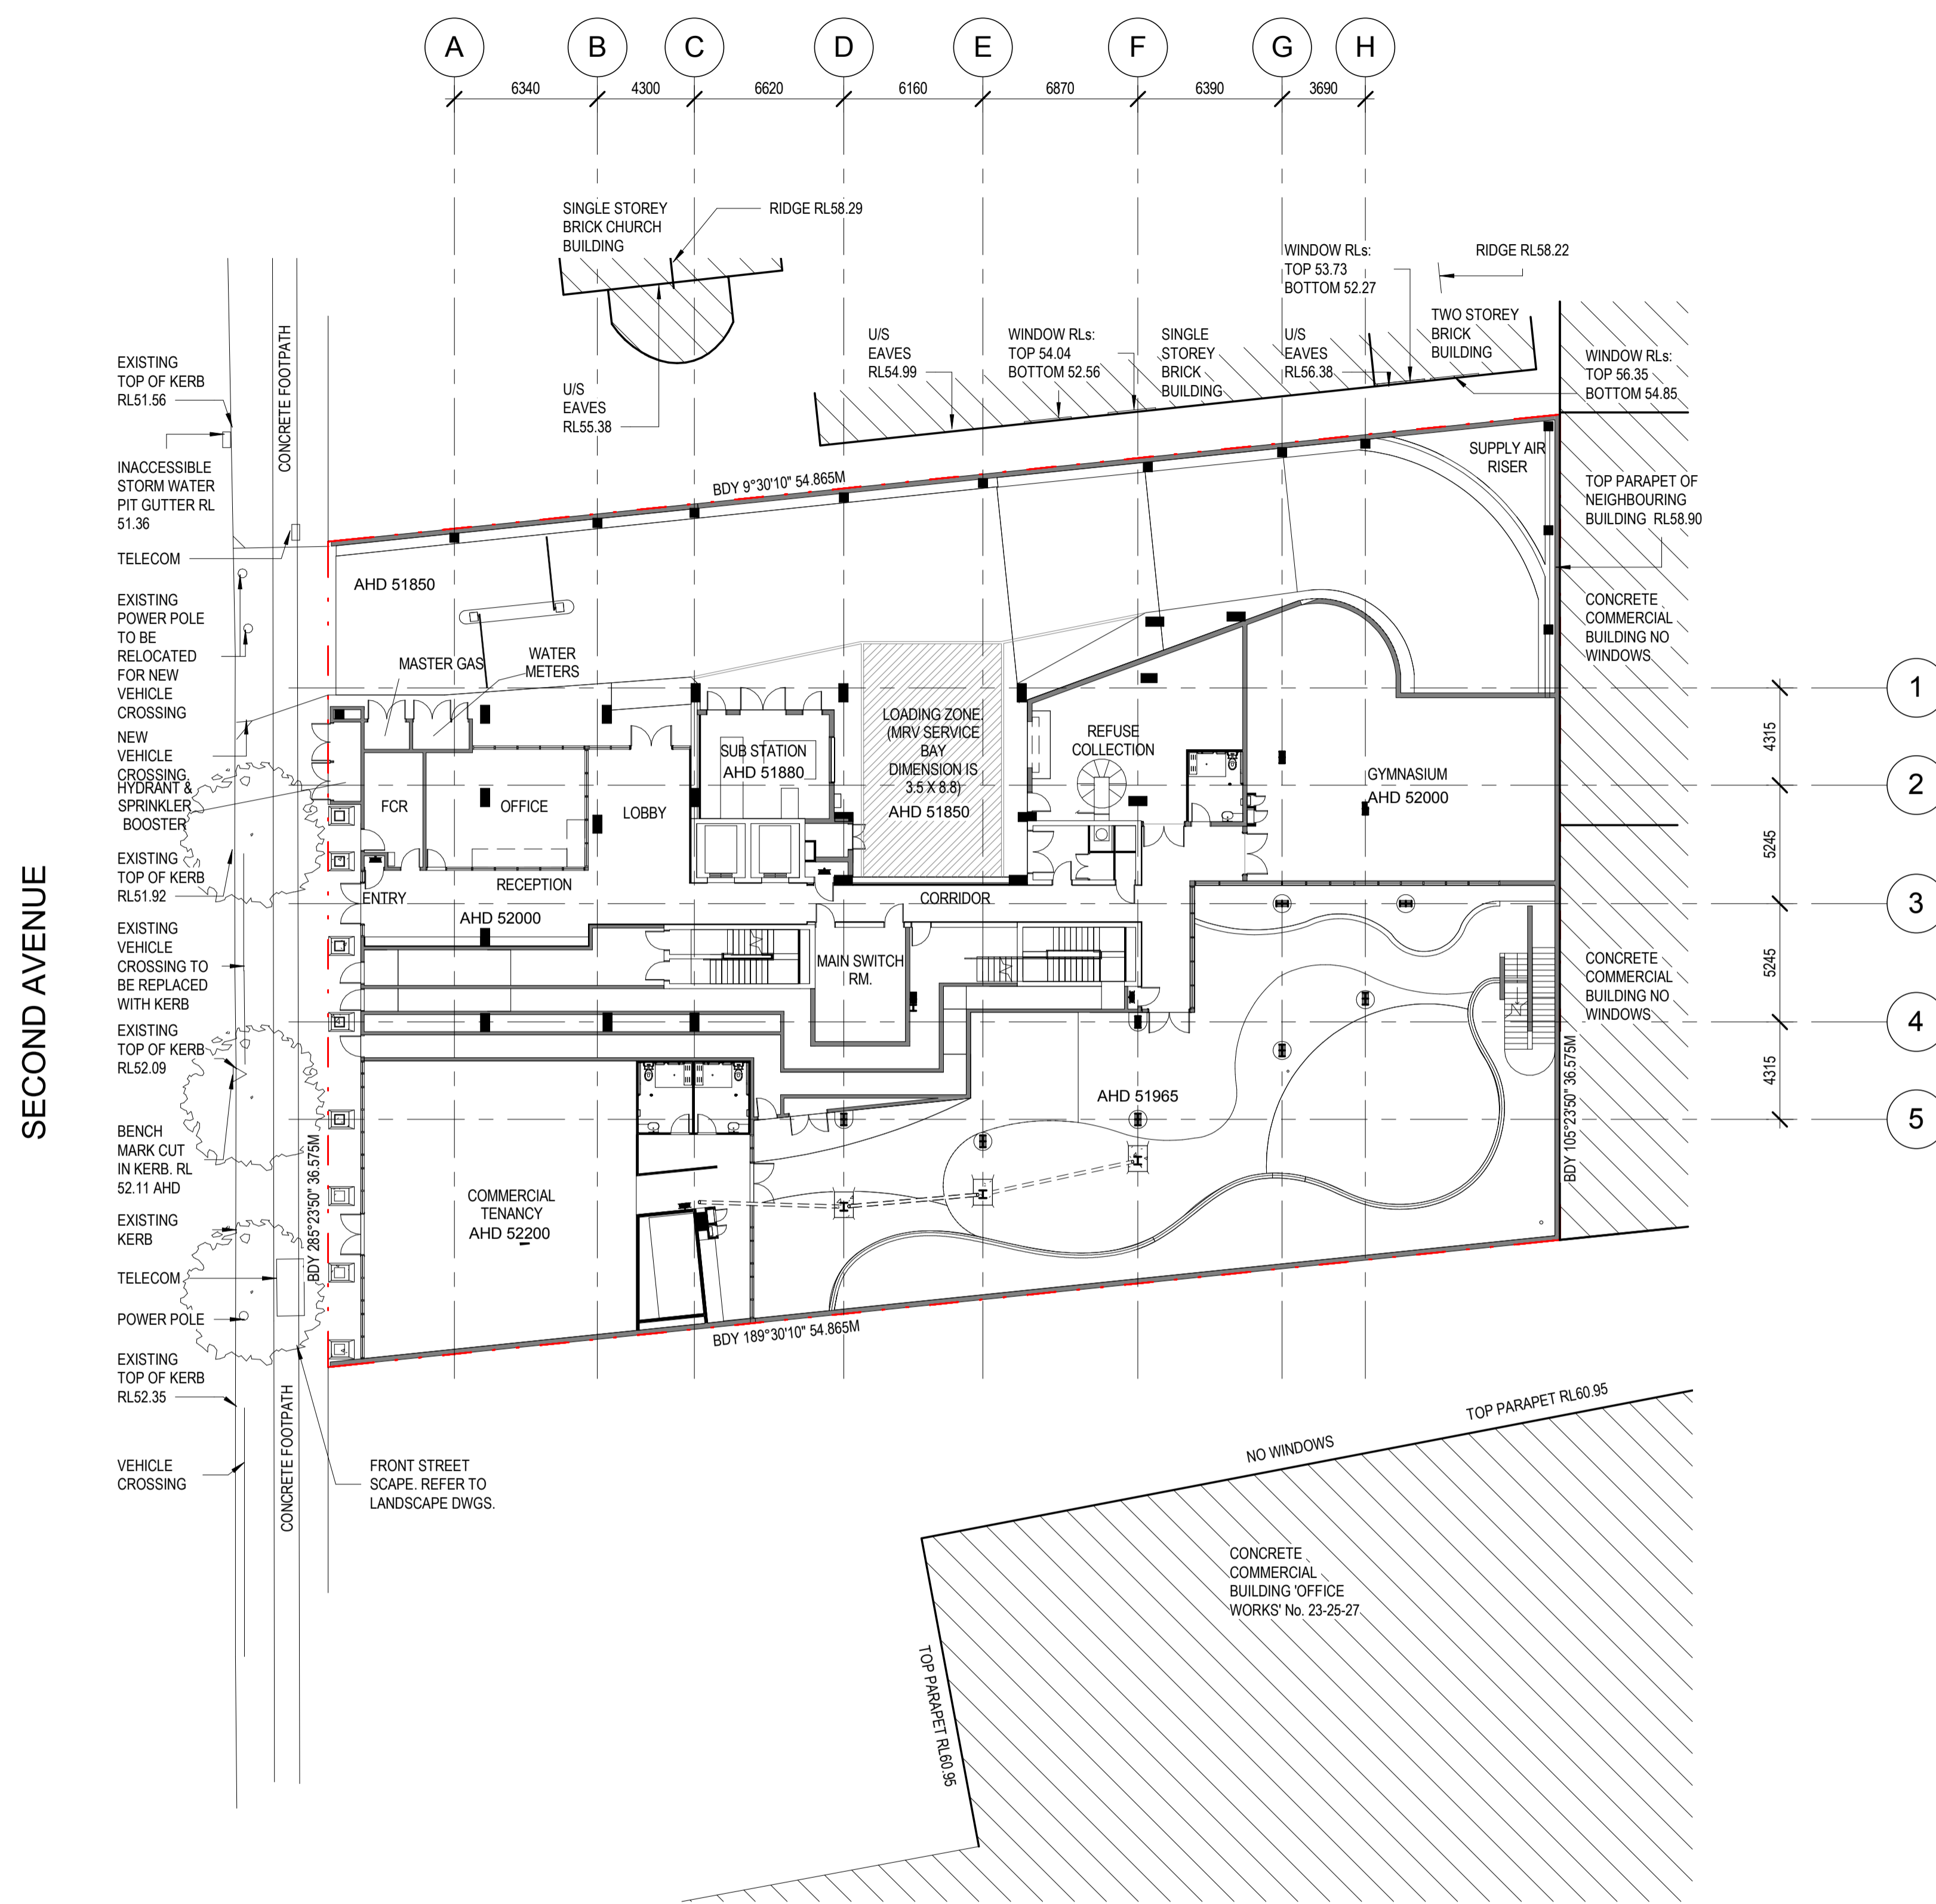 A
B
C
D
E
F
G
H
6340
4300
6620
6160
6870
6390
3690
SINGLE STOREY
BRICK CHURCH
BUILDING
RIDGE RL58.29
U/S
EAVES
RL55.38
WINDOW RLs:
TOP 53.73
BOTTOM 52.27
RIDGE RL58.22
U/S
EAVES
RL54.99
WINDOW RLs:
TOP 54.04
BOTTOM 52.56
SINGLE
STOREY
BRICK
BUILDING
U/S
EAVES
RL56.38
TWO STOREY
BRICK
BUILDING
WINDOW RLs:
TOP 56.35
BOTTOM 54.85
SUPPLY AIR
RISER
TOP PARAPET OF
NEIGHBOURING
BUILDING RL58.90
CONCRETE
COMMERCIAL
BUILDING NO
WINDOWS
CONCRETE
COMMERCIAL
BUILDING NO
WINDOWS
SECOND AVENUE
EXISTING
TOP OF KERB
RL51.56
INACCESSIBLE
STORM WATER
PIT GUTTER RL
51.36
TELECOM
EXISTING
POWER POLE
TO BE
RELOCATED
FOR NEW
VEHICLE
CROSSING
NEW
VEHICLE
CROSSING.
HYDRANT &
SPRINKLER
BOOSTER
EXISTING
TOP OF KERB
RL51.92
EXISTING
VEHICLE
CROSSING TO
BE REPLACED
WITH KERB
EXISTING
TOP OF KERB
RL52.09
BENCH
MARK CUT
IN KERB. RL
52.11 AHD
EXISTING
KERB
TELECOM
POWER POLE
EXISTING
TOP OF KERB
RL52.35
VEHICLE
CROSSING
CONCRETE FOOTPATH
CONCRETE FOOTPATH
FRONT STREET
SCAPE. REFER TO
LANDSCAPE DWGS.
BDY 285°23'50" 36.575M
BDY 9°30'10" 54.865M
BDY 105°23'50" 36.575M
BDY 189°30'10" 54.865M
AHD 51850
MASTER GAS
WATER
METERS
FCR
OFFICE
LOBBY
SUB STATION
AHD 51880
LOADING ZONE.
(MRV SERVICE
BAY
DIMENSION IS
3.5 X 8.8)
AHD 51850
REFUSE
COLLECTION
GYMNASIUM
AHD 52000
ENTRY
RECEPTION
AHD 52000
CORRIDOR
MAIN SWITCH
RM.
AHD 51965
COMMERCIAL
TENANCY
AHD 52200
4315
5245
5245
4315
1
2
3
4
5
TOP PARAPET RL60.95
NO WINDOWS
CONCRETE
COMMERCIAL
BUILDING 'OFFICE
WORKS' No. 23-25-27
TOP PARAPET RL60.95